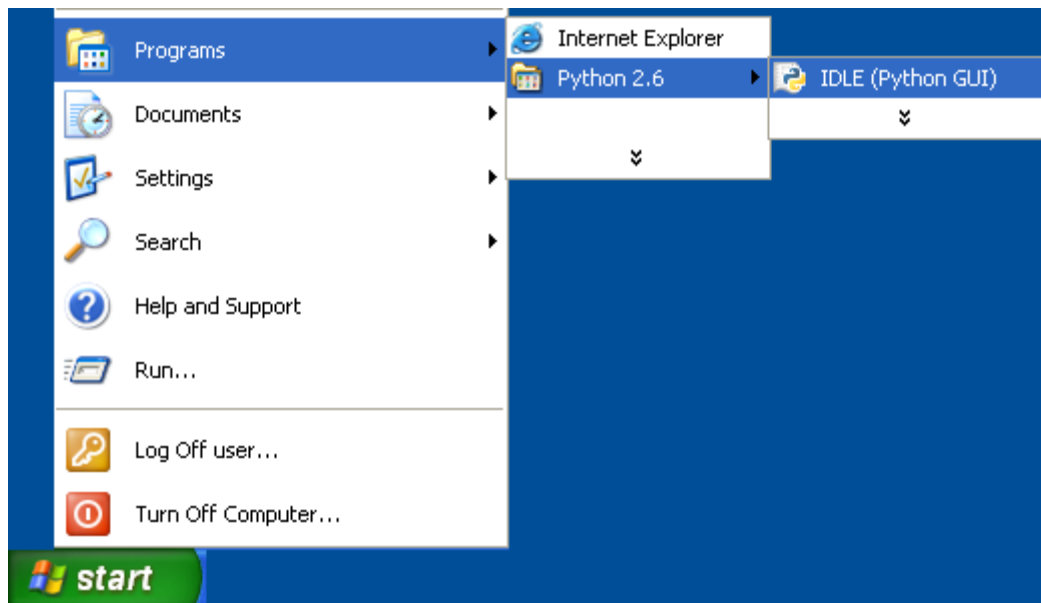 Programs
Internet Explorer
Python 2.6
IDLE (Python GUI)
Documents
Settings
Search
Help and Support
Run...
Log Off user...
Turn Off Computer...
start